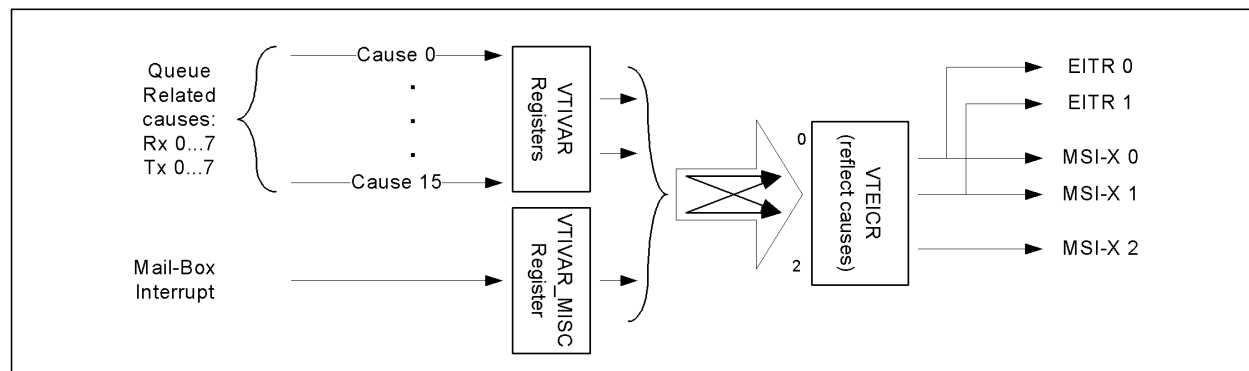 Queue
Related
causes:
Rx 0...7
Tx 0...7
Cause 0
.
.
.
Cause 15
VTIVAR
Registers
Mail-Box
Interrupt
VTIVAR_MISC
Register
0
2
VTEICR
(reflect causes)
EITR 0
EITR 1
MSI-X 0
MSI-X 1
MSI-X 2